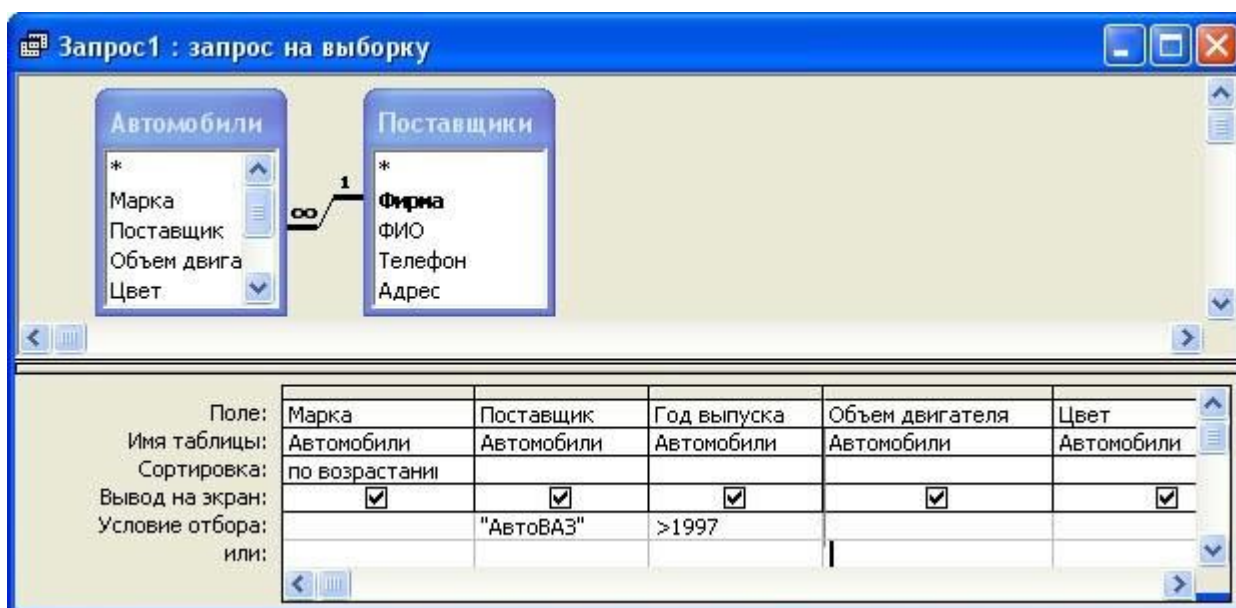 Запрос1 : запрос на выборку
Автомобили Поставщики
* *
Марка Фирма
Поставщик ФИО
Объем двига Телефон
Цвет Адрес
∞ 1
Поле: Марка Поставщик Год выпуска Объем двигателя Цвет
Имя таблицы: Автомобили Автомобили Автомобили Автомобили Автомобили
Сортировка: по возрастани
Вывод на экран:
Условие отбора: "АвтоВАЗ" >1997
или: